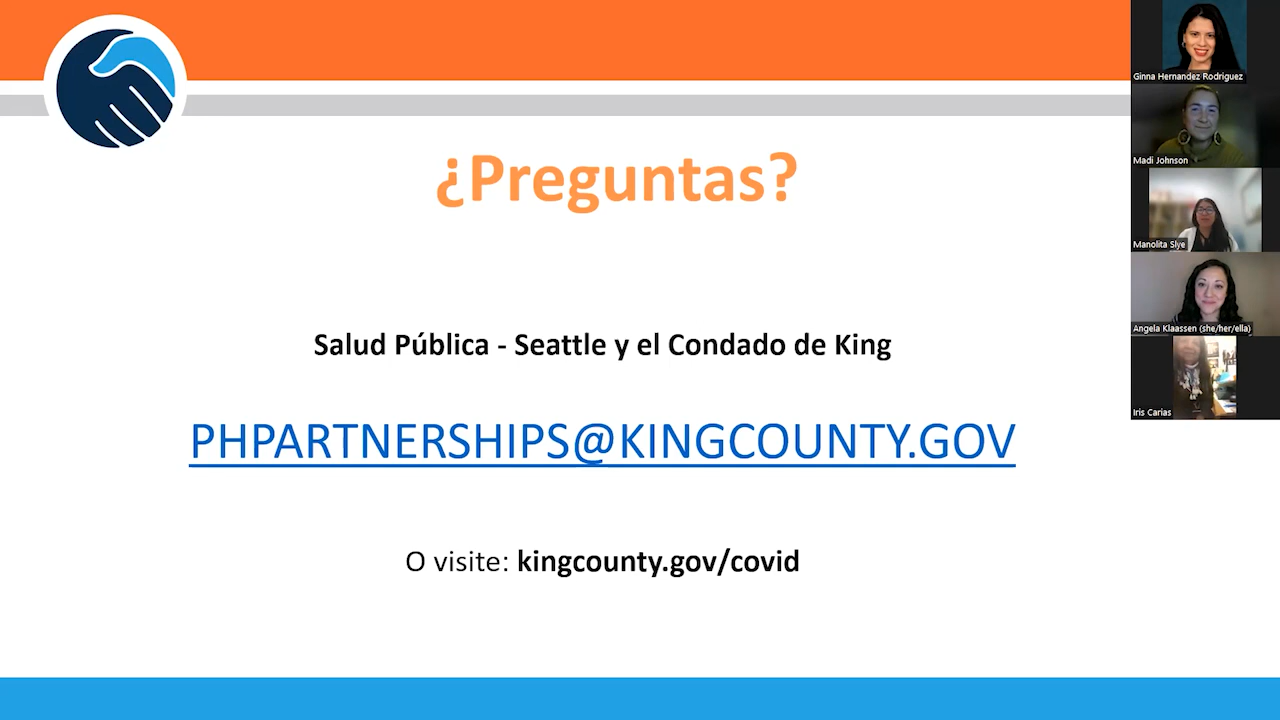 ¿Preguntas?
Salud Pública - Seattle y el Condado de King
PHPARTNERSHIPS@KINGCOUNTY.GOV
O visite: kingcounty.gov/covid
Ginna Hernandez Rodriguez
Madi Johnson
Manolita Slye
Angela Klaassen (she/her/ella)
Iris Carias